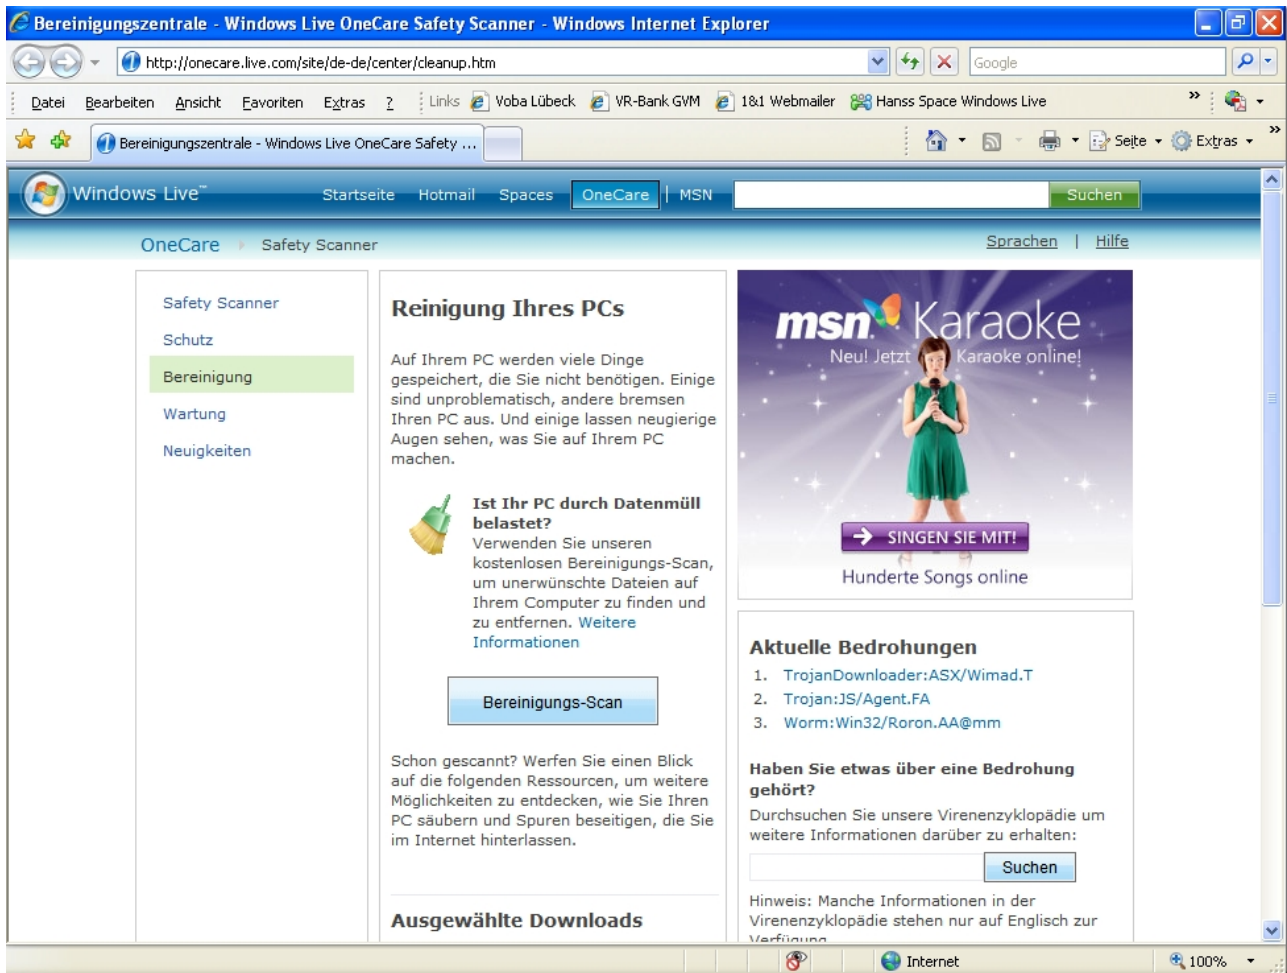 Bereinigungszentrale - Windows Live OneCare Safety Scanner - Windows Internet Explorer
http://onecare.live.com/site/de-de/center/cleanup.htm
Google
Datei Bearbeiten Ansicht Favoriten Extras ? Links Voba Lübeck VR-Bank GVM 1&1 Webmailer Hanss Space Windows Live »
Bereinigungszentrale - Windows Live OneCare Safety ...
Seite Extras »
Windows Live™ Startseite Hotmail Spaces OneCare | MSN Suchen
OneCare Safety Scanner
Sprachen | Hilfe
Safety Scanner
Schutz
Bereinigung
Wartung
Neuigkeiten
Reinigung Ihres PCs
Auf Ihrem PC werden viele Dinge
gespeichert, die Sie nicht benötigen. Einige
sind unproblematisch, andere bremsen
Ihren PC aus. Und einige lassen neugierige
Augen sehen, was Sie auf Ihrem PC
machen.
Ist Ihr PC durch Datenmüll
belastet?
Verwenden Sie unseren
kostenlosen Bereinigungs-Scan,
um unerwünschte Dateien auf
Ihrem Computer zu finden und
zu entfernen. Weitere
Informationen
Bereinigungs-Scan
Schon gescannt? Werfen Sie einen Blick
auf die folgenden Ressourcen, um weitere
Möglichkeiten zu entdecken, wie Sie Ihren
PC säubern und Spuren beseitigen, die Sie
im Internet hinterlassen.
Ausgewählte Downloads
msn Karaoke
Neu! Jetzt Karaoke online!
SINGEN SIE MIT!
Hunderte Songs online
Aktuelle Bedrohungen
1. TrojanDownloader:ASX/Wimad.T
2. Trojan:JS/Agent.FA
3. Worm:Win32/Roron.AA@mm
Haben Sie etwas über eine Bedrohung
gehört?
Durchsuchen Sie unsere Virenzyklopädie um
weitere Informationen darüber zu erhalten:
Suchen
Hinweis: Manche Informationen in der
Virenzyklopädie stehen nur auf Englisch zur
Verfügung
Internet
100%